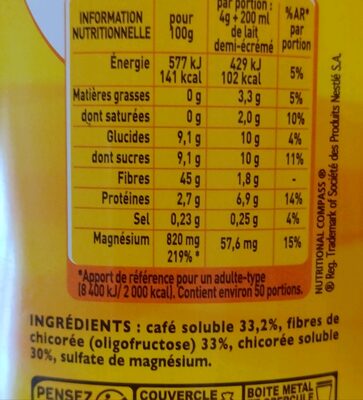 INFORMATION NUTRITIONNELLE pour 100g par portion : 4g + 200 ml de lait demi-écrémé %AR* par portion
Énergie 577 kJ 141 kcal 429 kJ 102 kcal 5%
Matières grasses 0 g 3,3 g 5%
dont saturées 0 g 2,0 g 10%
Glucides 9,1 g 10 g 4%
dont sucres 9,1 g 10 g 11%
Fibres 45 g 1,8 g -
Protéines 2,7 g 6,9 g 14%
Sel 0,23 g 0,25 g 4%
Magnésium 820 mg 219% * 57,6 mg 15%
*Apport de référence pour un adulte-type
(8 400 kJ / 2 000 kcal). Contient environ 50 portions.
NUTRITIONAL COMPASS ®
® Reg. Trademark of Société des Produits Nestlé S.A.
INGRÉDIENTS : café soluble 33,2%, fibres de
chicorée (oligofructose) 33%, chicorée soluble
30%, sulfate de magnésium.
PENSEZ
COUVERCLE
BOITE METAL